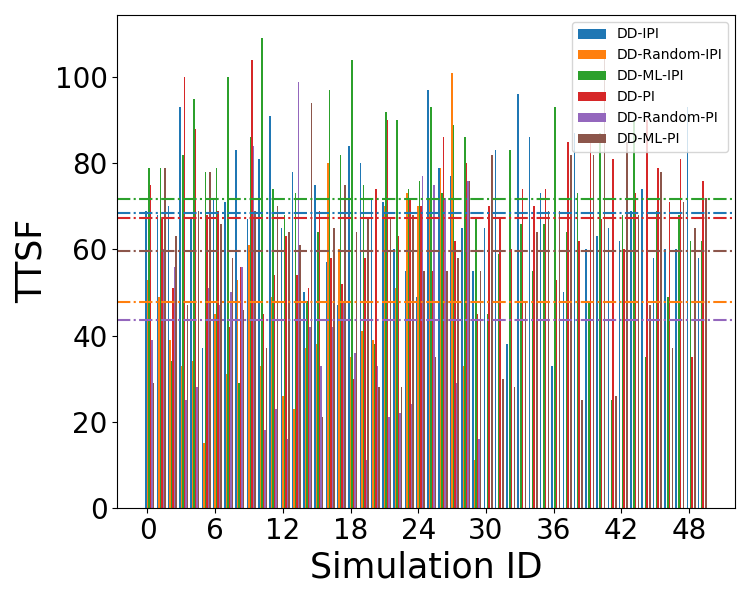 DD-IPI
DD-Random-IPI
DD-ML-IPI
DD-PI
DD-Random-PI
DD-ML-PI
TTSF
100
80
60
40
20
0
0 6 12 18 24 30 36 42 48
Simulation ID